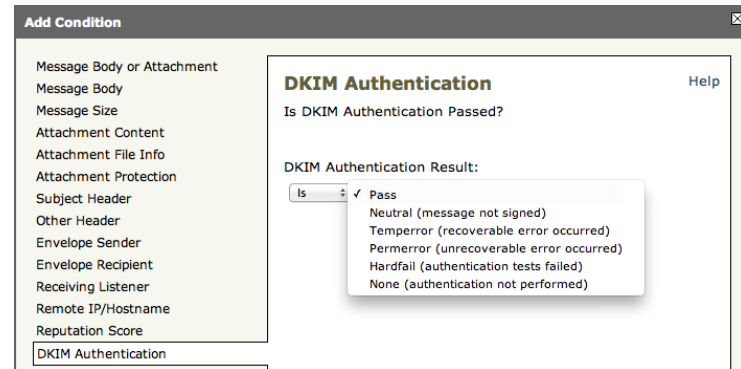 Add Condition
Message Body or Attachment
Message Body
Message Size
Attachment Content
Attachment File Info
Attachment Protection
Subject Header
Other Header
Envelope Sender
Envelope Recipient
Receiving Listener
Remote IP/Hostname
Reputation Score
DKIM Authentication
DKIM Authentication
Help
Is DKIM Authentication Passed?
DKIM Authentication Result:
Is
✓ Pass
Neutral (message not signed)
Temperror (recoverable error occurred)
Permerror (unrecoverable error occurred)
Hardfail (authentication tests failed)
None (authentication not performed)